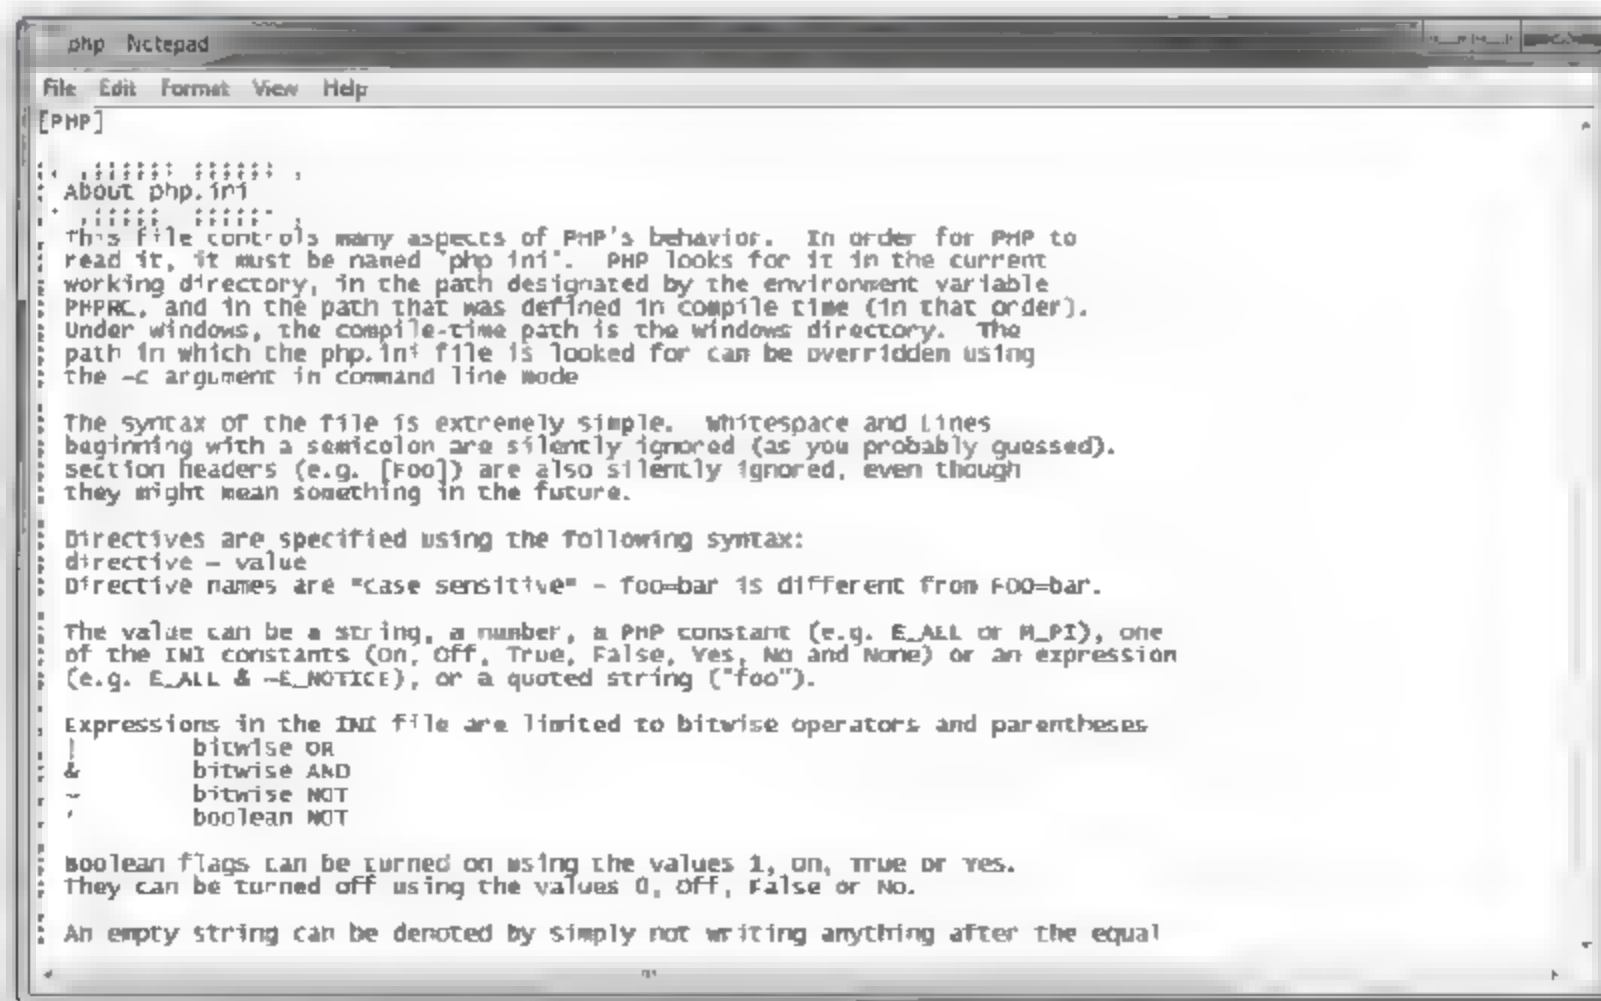 php Notepad
File Edit Format View Help
[PHP]
; About php.ini ;
; This file controls many aspects of PHP's behavior. In order for PHP to
; read it, it must be named 'php.ini'. PHP looks for it in the current
; working directory, in the path designated by the environment variable
; PHPRC, and in the path that was defined in compile time (in that order).
; Under Windows, the compile-time path is the Windows directory. The
; path in which the php.ini file is looked for can be overridden using
; the -c argument in command line mode
; The syntax of the file is extremely simple. Whitespace and Lines
; beginning with a semicolon are silently ignored (as you probably guessed).
; Section headers (e.g. [Foo]) are also silently ignored, even though
; they might mean something in the future.
; Directives are specified using the following syntax:
; directive = value
; Directive names are *case sensitive* - foo=bar is different from FOO=bar.
; The value can be a string, a number, a PHP constant (e.g. E_ALL or M_PI), one
; of the INI constants (On, Off, True, False, Yes, No and None) or an expression
; (e.g. E_ALL & ~E_NOTICE), or a quoted string ("foo").
; Expressions in the INI file are limited to bitwise operators and parentheses
; | bitwise OR
; & bitwise AND
; ~ bitwise NOT
; boolean NOT
; Boolean flags can be turned on using the values 1, On, True or Yes.
; They can be turned off using the values 0, Off, False or No.
; An empty string can be denoted by simply not writing anything after the equal